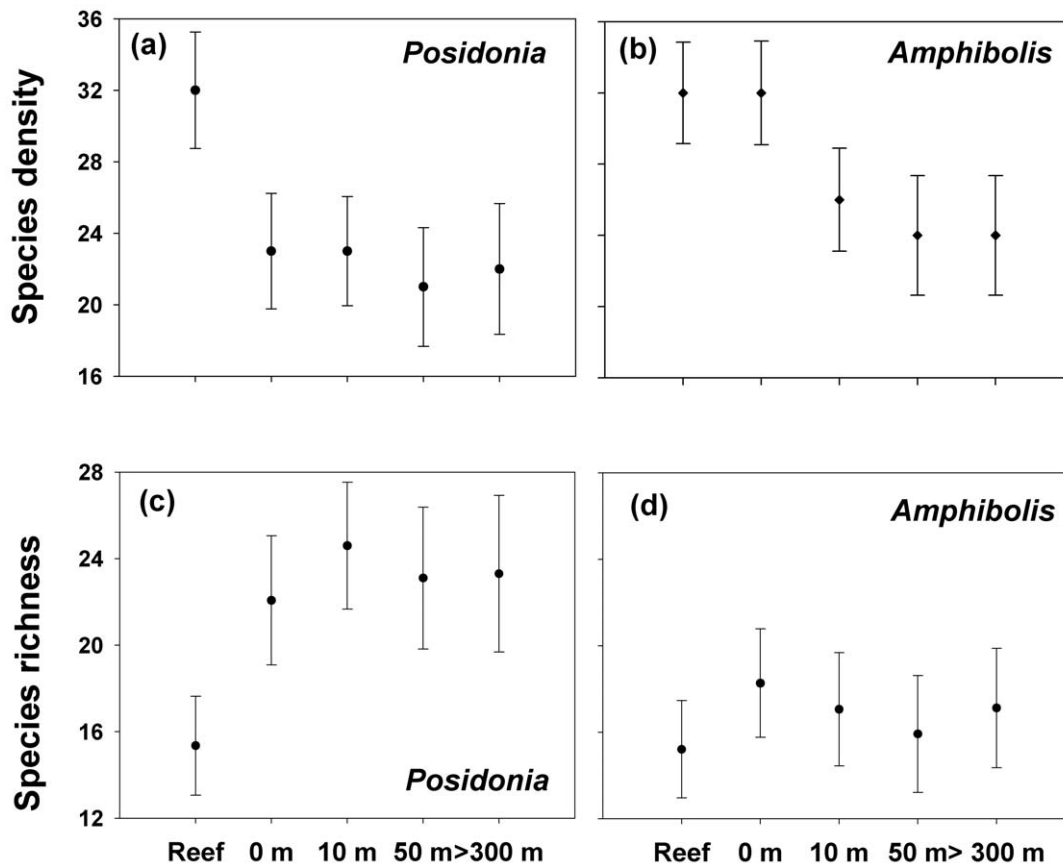 (a) Posidonia
(b) Amphibolis
Species density
36
32
28
24
20
16
(c) Posidonia
(d) Amphibolis
Species richness
28
24
20
16
12
Reef 0 m 10 m 50 m >300 m
Reef 0 m 10 m 50 m > 300 m